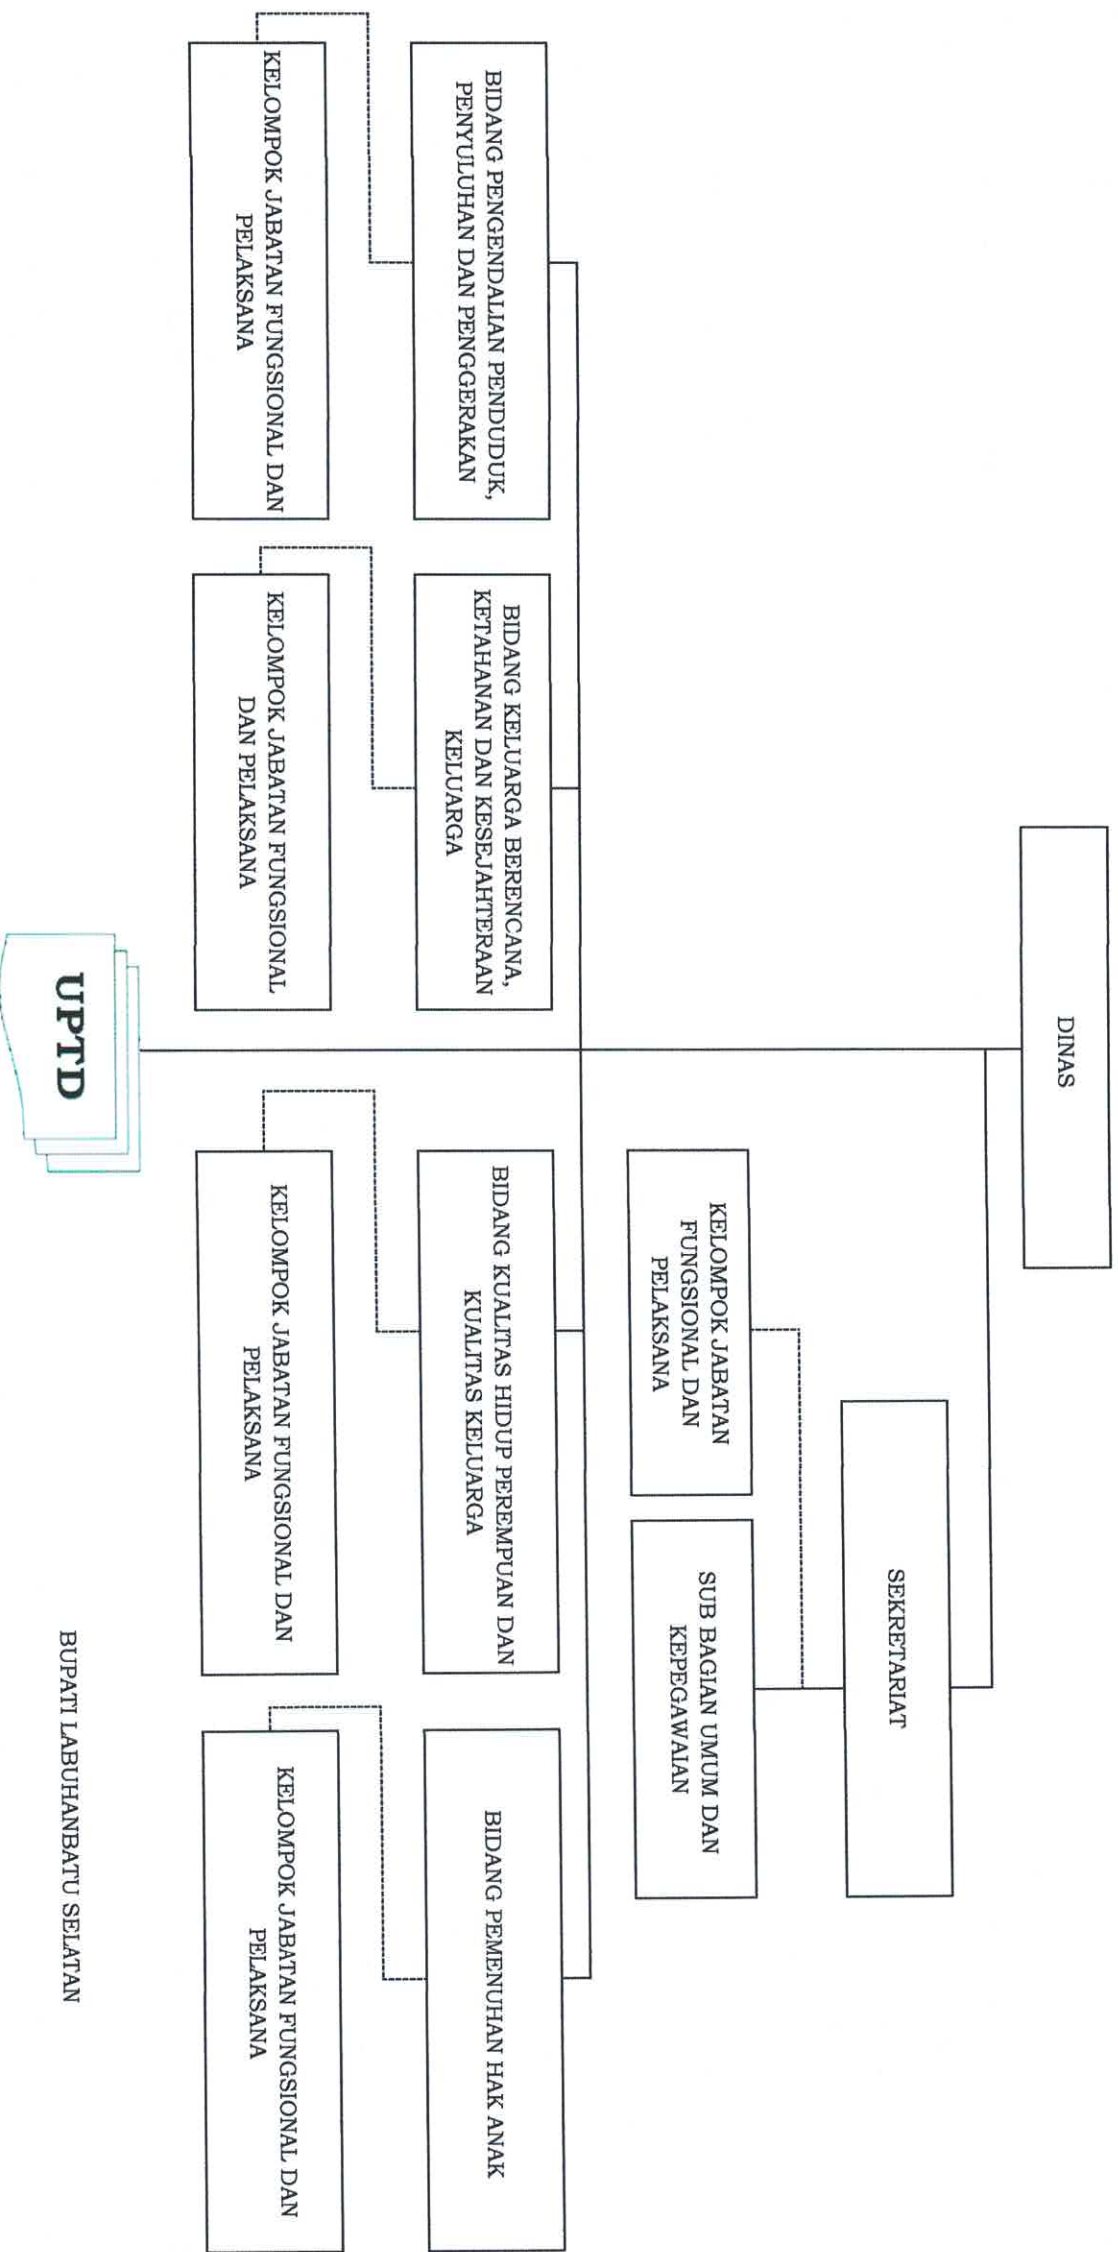 DINAS
SEKRETARIAT
KELOMPOK JABATAN
FUNGSIONAL DAN
PELAKSANA
SUB BAGIAN UMUM DAN
KEPEGAWAIAN
BIDANG PENGENDALIAN PENDUDUK,
PENYULUHAN DAN PENGGERAKAN
BIDANG KELUARGA BERENCANA,
KETAHANAN DAN KESEJAHTERAAN
KELUARGA
BIDANG KUALITAS HIDUP PEREMPUAN DAN
KUALITAS KELUARGA
BIDANG PEMENUHAN HAK ANAK
KELOMPOK JABATAN FUNGSIONAL DAN
PELAKSANA
KELOMPOK JABATAN FUNGSIONAL
DAN PELAKSANA
KELOMPOK JABATAN FUNGSIONAL DAN
PELAKSANA
KELOMPOK JABATAN FUNGSIONAL DAN
PELAKSANA
UPTD
BUPATI LABUHANBATU SELATAN